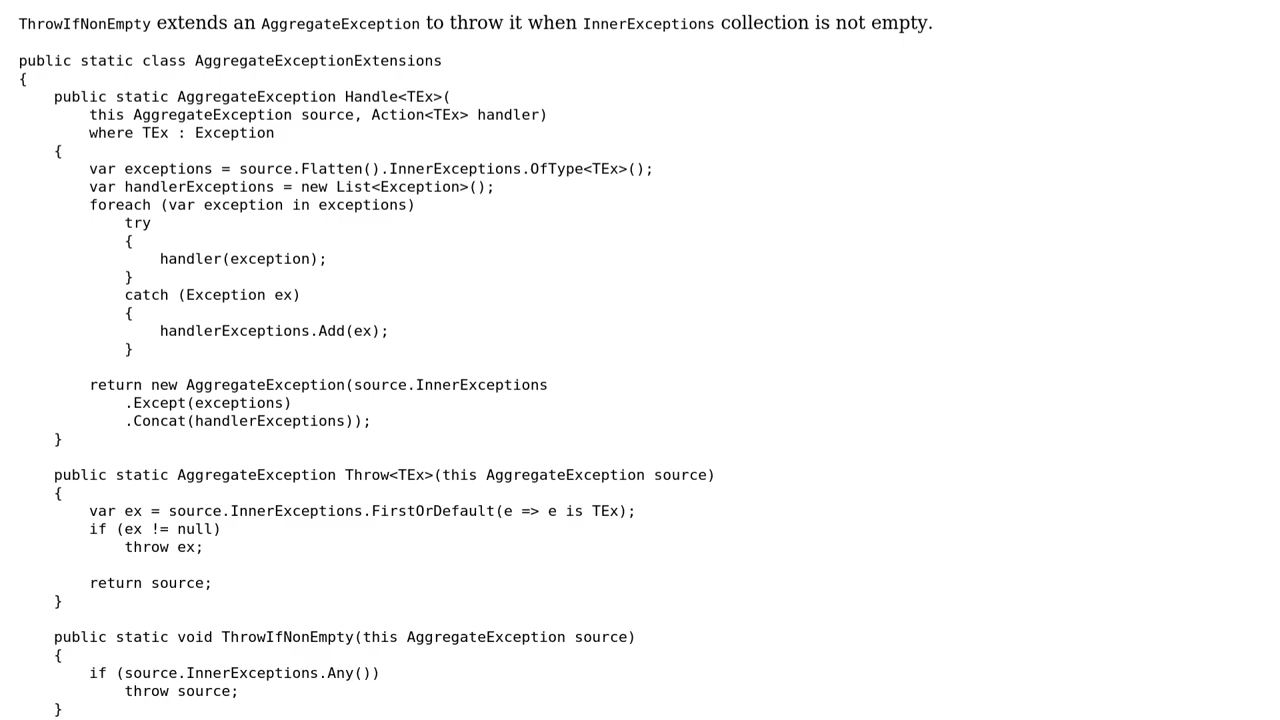 ThrowIfNonEmpty extends an AggregateException to throw it when InnerExceptions collection is not empty.
public static class AggregateExceptionExtensions
{
    public static AggregateException Handle<TEx>(
        this AggregateException source, Action<TEx> handler)
        where TEx : Exception
    {
        var exceptions = source.Flatten().InnerExceptions.OfType<TEx>();
        var handlerExceptions = new List<Exception>();
        foreach (var exception in exceptions)
            try
            {
                handler(exception);
            }
            catch (Exception ex)
            {
                handlerExceptions.Add(ex);
            }

        return new AggregateException(source.InnerExceptions
            .Except(exceptions)
            .Concat(handlerExceptions));
    }

    public static AggregateException Throw<TEx>(this AggregateException source)
    {
        var ex = source.InnerExceptions.FirstOrDefault(e => e is TEx);
        if (ex != null)
            throw ex;

        return source;
    }

    public static void ThrowIfNonEmpty(this AggregateException source)
    {
        if (source.InnerExceptions.Any())
            throw source;
    }